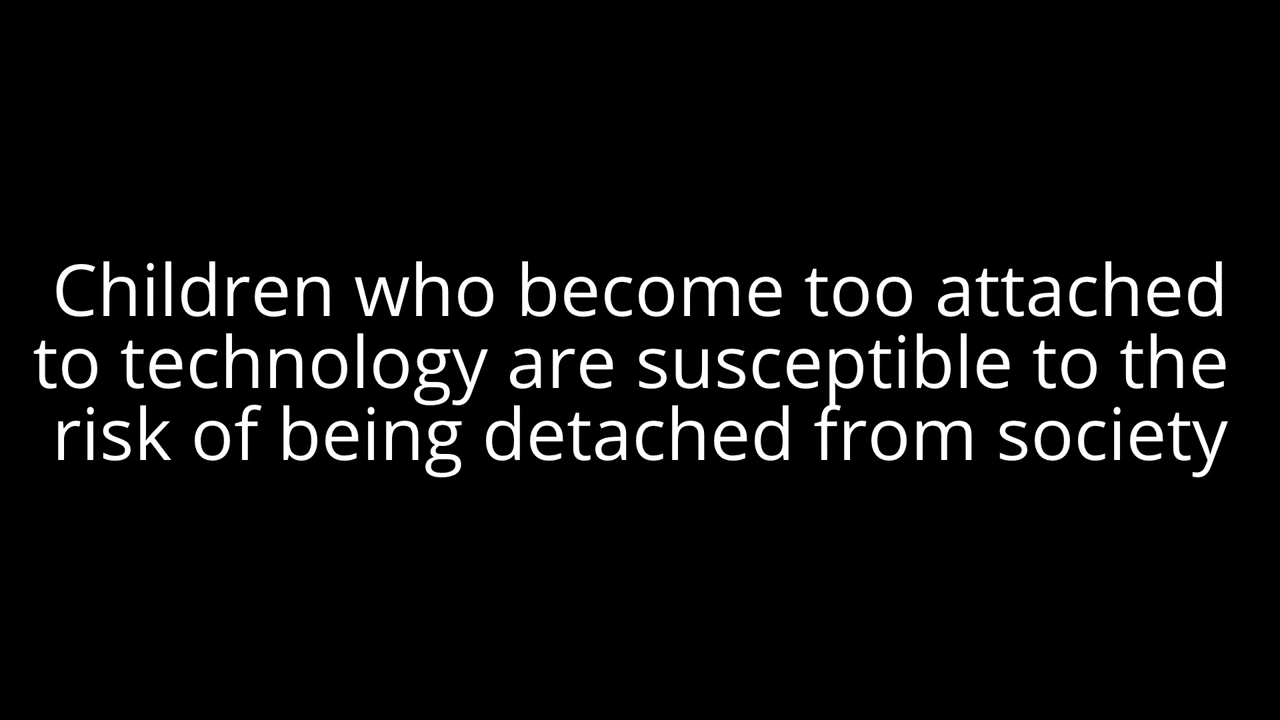 Children who become too attached
to technology are susceptible to the
risk of being detached from society